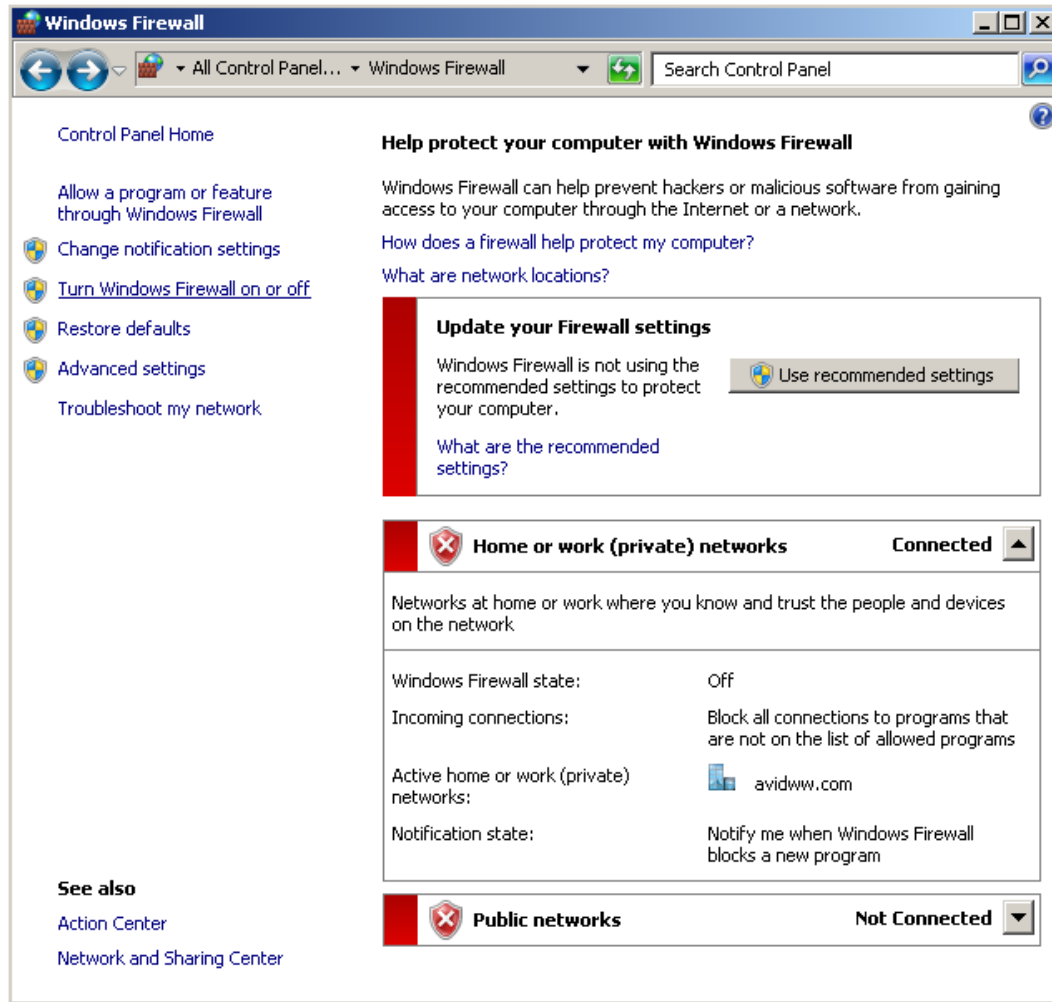 Windows Firewall
All Control Panel... Windows Firewall
Search Control Panel
Control Panel Home
Allow a program or feature
through Windows Firewall
Change notification settings
Turn Windows Firewall on or off
Restore defaults
Advanced settings
Troubleshoot my network
See also
Action Center
Network and Sharing Center
Help protect your computer with Windows Firewall
Windows Firewall can help prevent hackers or malicious software from gaining
access to your computer through the Internet or a network.
How does a firewall help protect my computer?
What are network locations?
Update your Firewall settings
Windows Firewall is not using the
recommended settings to protect
your computer.
What are the recommended
settings?
Use recommended settings
Home or work (private) networks Connected
Networks at home or work where you know and trust the people and devices
on the network
Windows Firewall state: Off
Incoming connections: Block all connections to programs that
are not on the list of allowed programs
Active home or work (private)
networks:
avidww.com
Notification state: Notify me when Windows Firewall
blocks a new program
Public networks Not Connected